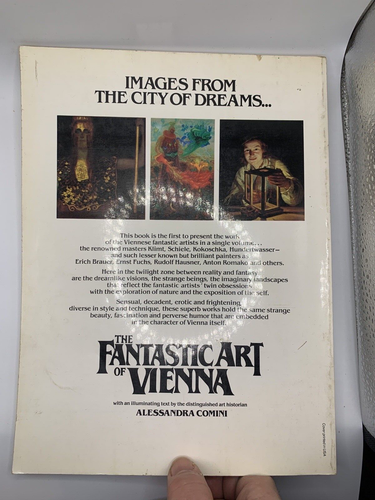 IMAGES FROM
THE CITY OF DREAMS...
This book is the first to present the work
of the Viennese fantastic artists in a single volume...
the renowned masters Klimt, Schiele, Kokoschka, Hundertwasser—
and such lesser known but brilliant painters as
Erich Brauer, Ernst Fuchs, Rudolf Hausner, Anton Romako and others.
Here in the twilight zone between reality and fantasy
are the dreamlike visions, the strange beings, the imaginary landscapes
that reflect the fantastic artists' twin obsessions
with the exploration of nature and the exposition of the self.
Sensual, decadent, erotic and frightening,
diverse in style and technique, these superb works hold the same strange
beauty, fascination and perverse humor that are embedded
in the character of Vienna itself.
THE
FANTASTIC ART
OF VIENNA
with an illuminating text by the distinguished art historian
ALESSANDRA COMINI